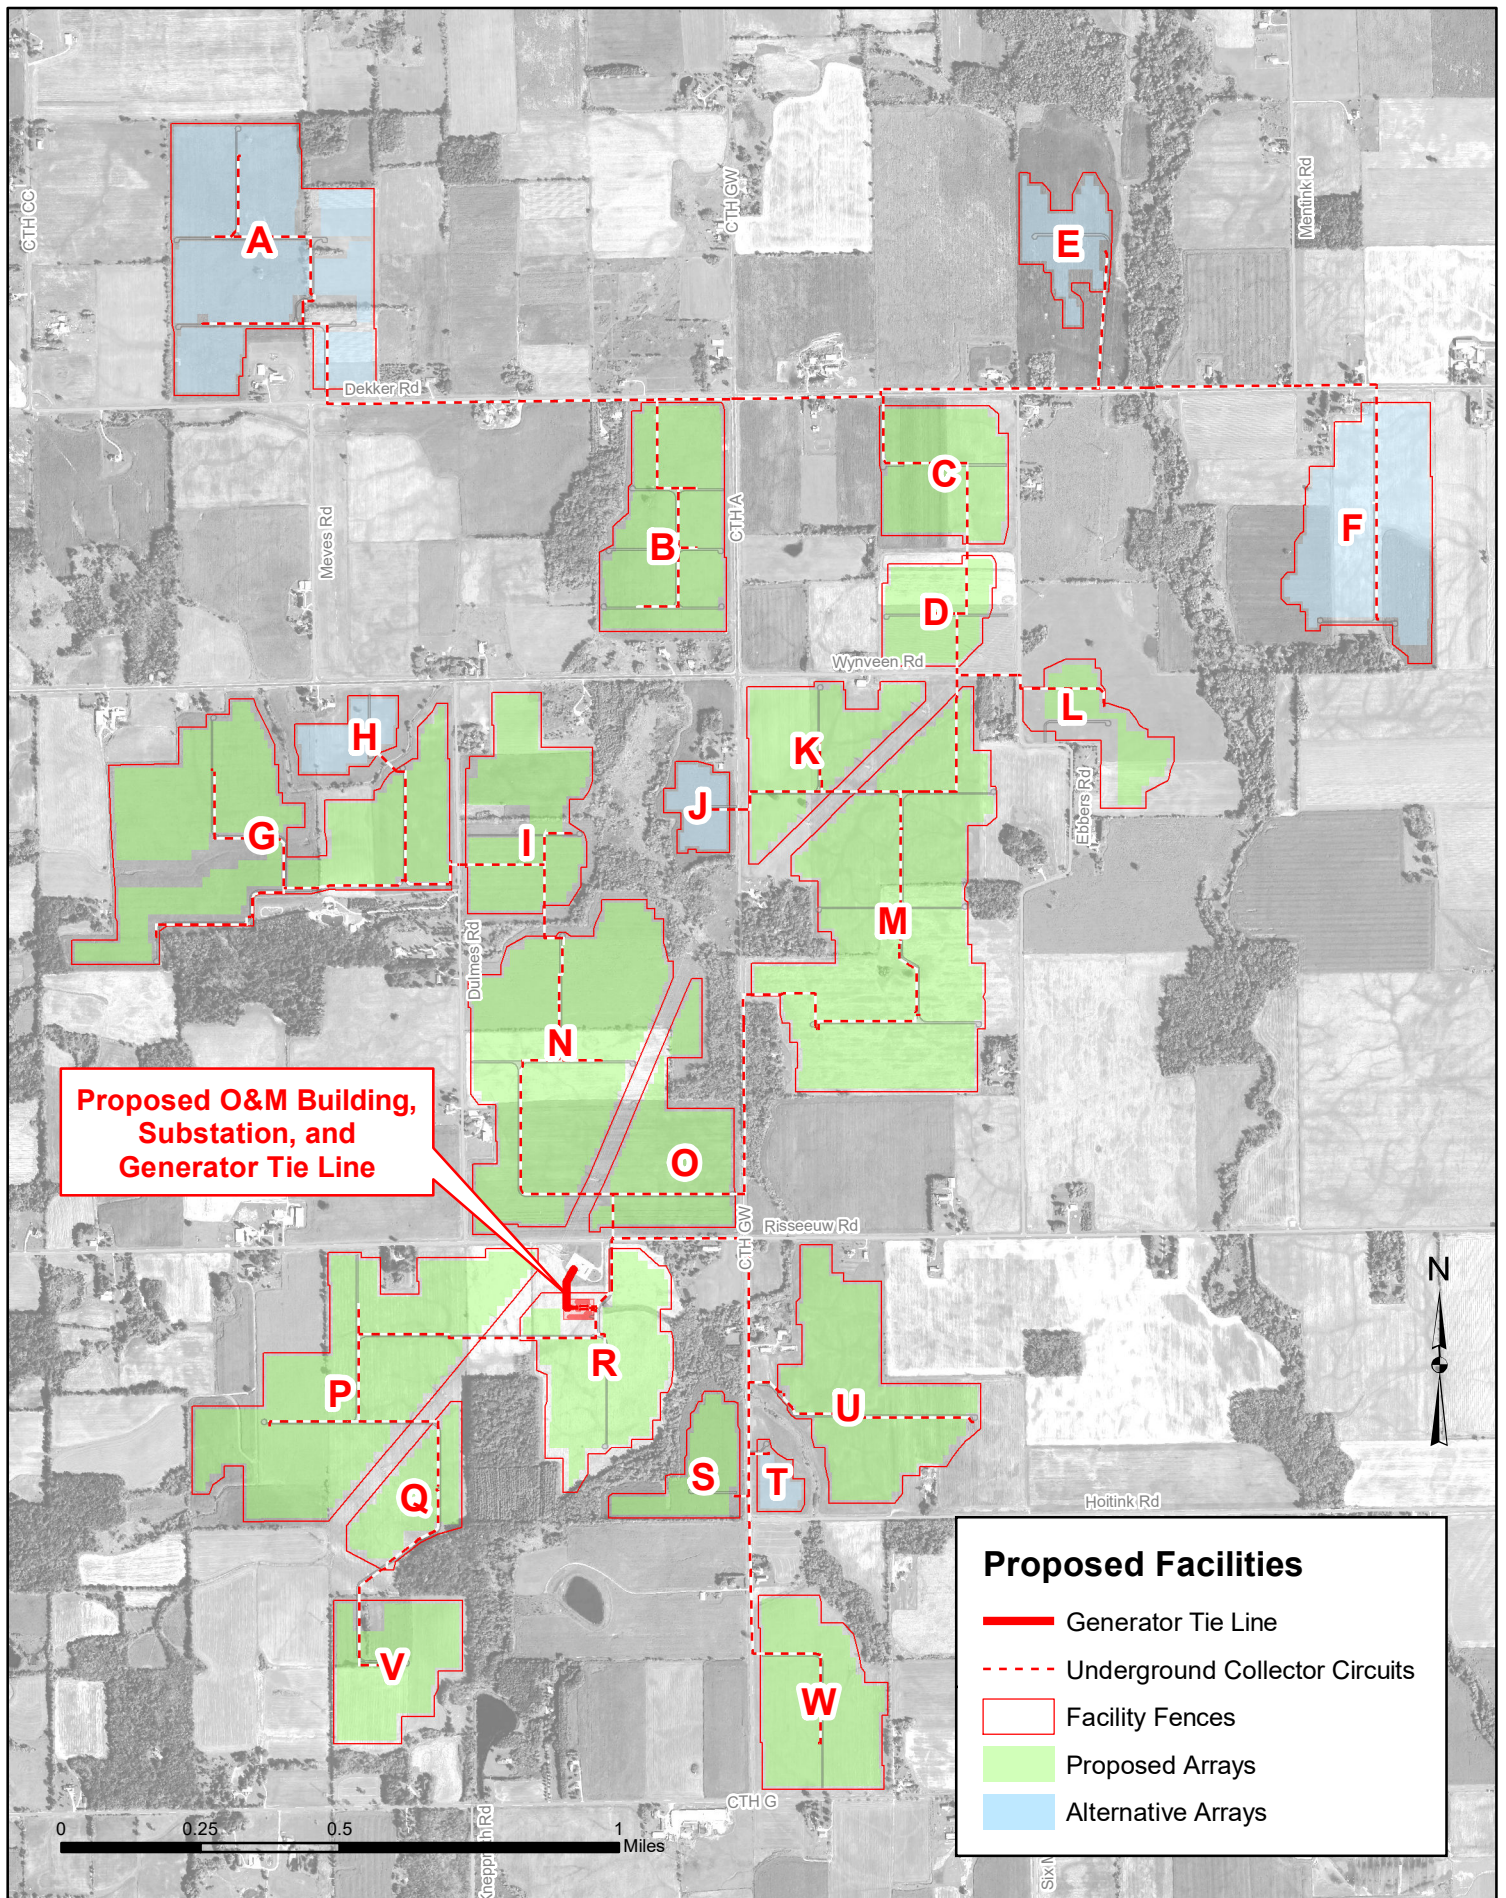 CTH CC
A
CTH GW
E
Mentink Rd
Dekker Rd
B
CTH A
C
F
Meves Rd
D
Wynveen Rd
G
H
I
J
K
L
Ebbers Rd
M
Dulmes Rd
N
O
Proposed O&M Building,
Substation, and
Generator Tie Line
CTH GW
Risseeuw Rd
N
P
R
U
Q
S
T
Hoitink Rd
V
W
CTH G
0
0.25
0.5
1
Miles
Proposed Facilities
Generator Tie Line
Underground Collector Circuits
Facility Fences
Proposed Arrays
Alternative Arrays